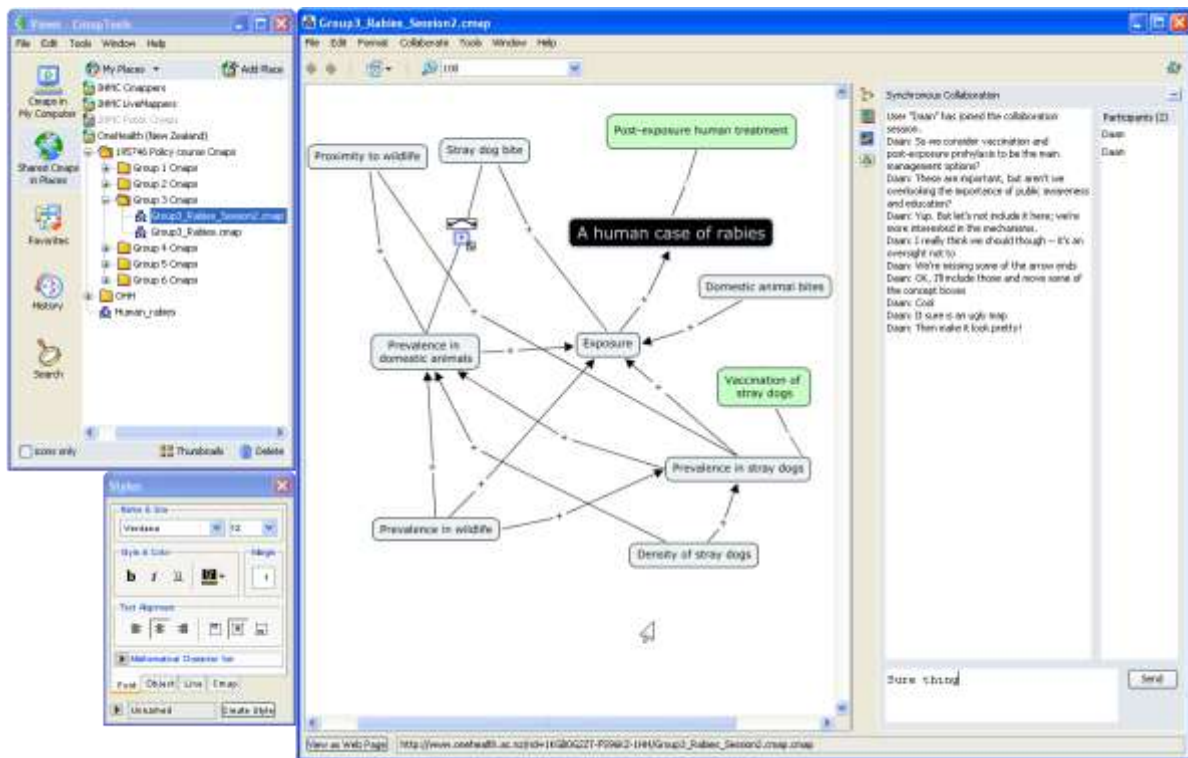 Views - CmapTools
File Edit Tools Window Help
My Places
Add Place
Cmaps in
My Computer
Shared Cmaps
in Places
Favorites
History
Search
IHMC Cmappers
IHMC LiveMappers
IHMC Public Cmaps
OneHealth (New Zealand)
195746 Policy course Cmaps
Group 1 Cmaps
Group 2 Cmaps
Group 3 Cmaps
Group3_Rabies_Session2.cmap
Group3_Rabies.cmap
Group 4 Cmaps
Group 5 Cmaps
Group 6 Cmaps
Human_rabies
Icons only
Thumbnails
Delete
Styles
Verdana
12
Style & Color
Margin
b i u
Text Alignment
Mathematical Character Set
Font Object Line Cmap
Create Style
Group3_Rabies_Session2.cmap
File Edit Format Collaborate Tools Window Help
100
Post-exposure human treatment
Proximity to wildlife
Stray dog bite
A human case of rabies
Domestic animal bites
Prevalence in
domestic animals
Exposure
Vaccination of
stray dogs
Prevalence in stray dogs
Prevalence in wildlife
Density of stray dogs
Synchronous Collaboration
User "Daan" has joined the collaboration
session.
Daan: So we consider vaccination and
post-exposure prophylaxis to be the main
management options?
Daan: These are important, but aren't we
overlooking the importance of public awareness
and education?
Daan: Yup. But let's not include it here; we're
more interested in the mechanisms.
Daan: I really think we should though -- it's an
oversight not to
Daan: We're missing some of the arrow ends
Daan: OK, I'll include those and move some of
the concept boxes
Daan: Cool
Daan: It sure is an ugly map
Daan: Then make it look pretty!
Participants (2)
Daan
Daan
Sure thing
Send
View as Web Page